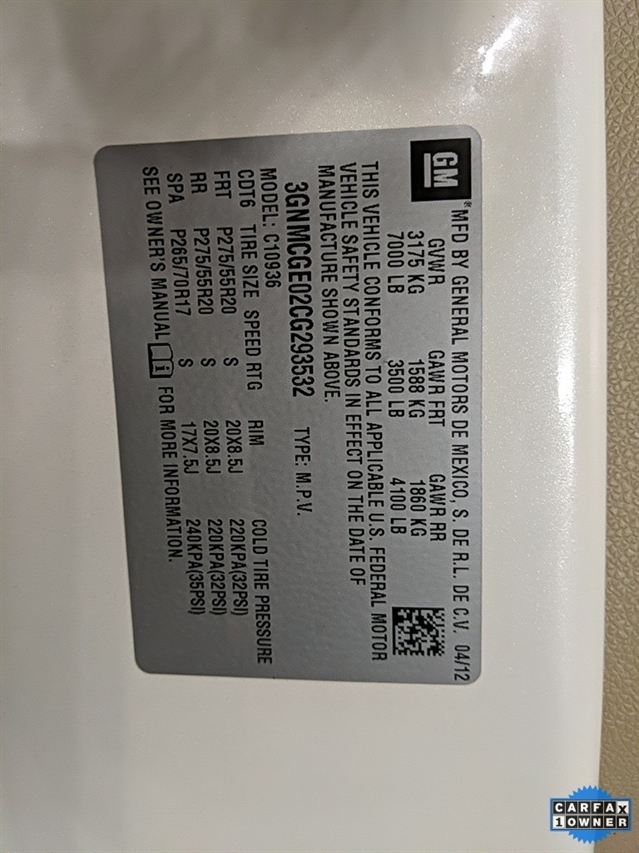 GM ® MFD BY GENERAL MOTORS DE MEXICO, S. DE R.L. DE C.V. 04/12
GVWR GAWR FRT GAWR RR
3175 KG 1588 KG 1860 KG
7000 LB 3500 LB 4100 LB
THIS VEHICLE CONFORMS TO ALL APPLICABLE U.S. FEDERAL MOTOR
VEHICLE SAFETY STANDARDS IN EFFECT ON THE DATE OF
MANUFACTURE SHOWN ABOVE.
3GNMCGE02CG293532 TYPE: M.P.V.
MODEL: C10936
CDT6 TIRE SIZE SPEED RTG RIM COLD TIRE PRESSURE
FRT P275/55R20 S 20X8.5J 220KPA(32PSI)
RR P275/55R20 S 20X8.5J 220KPA(32PSI)
SPA P265/70R17 S 17X7.5J 240KPA(35PSI)
SEE OWNER'S MANUAL i FOR MORE INFORMATION.
CARFAX
1 OWNER